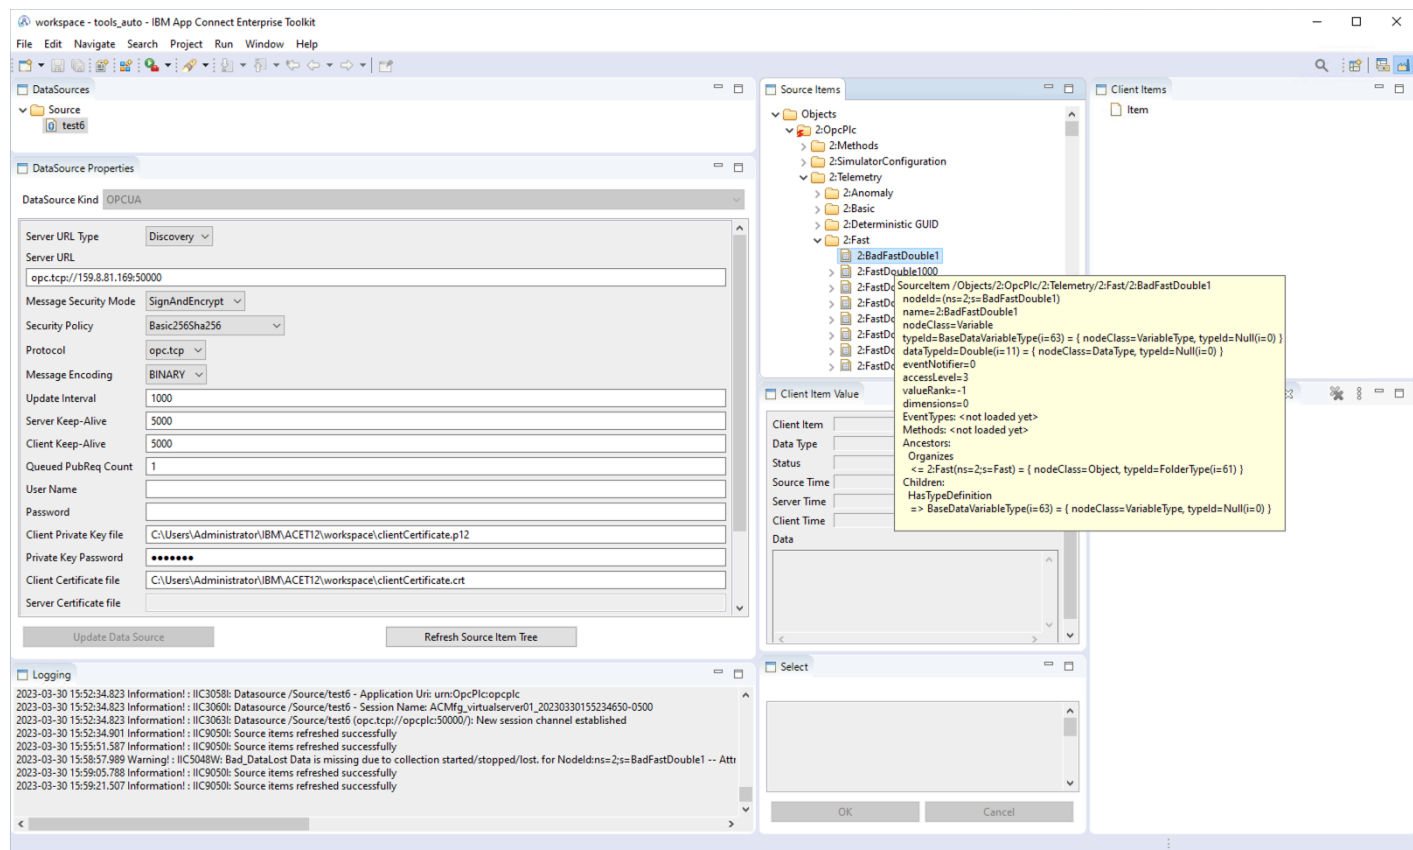 workspace - tools_auto - IBM App Connect Enterprise Toolkit
File Edit Navigate Search Project Run Window Help
DataSources
Source
test6
DataSource Properties
DataSource Kind OPCUA
Server URL Type Discovery
Server URL
opc.tcp://159.8.81.169:50000
Message Security Mode SignAndEncrypt
Security Policy Basic256Sha256
Protocol opc.tcp
Message Encoding BINARY
Update Interval 1000
Server Keep-Alive 5000
Client Keep-Alive 5000
Queued PubReq Count 1
User Name
Password
Client Private Key file C:\Users\Administrator\IBM\ACET12\workspace\clientCertificate.p12
Private Key Password •••••••
Client Certificate file C:\Users\Administrator\IBM\ACET12\workspace\clientCertificate.crt
Server Certificate file
Update Data Source Refresh Source Item Tree
Logging
2023-03-30 15:52:34.823 Information! : IIC3058I: Datasource /Source/test6 - Application Uri: urn:OpcPlc:opcplc
2023-03-30 15:52:34.823 Information! : IIC3060I: Datasource /Source/test6 - Session Name: ACMfg_virtualserver01_20230330155234650-0500
2023-03-30 15:52:34.823 Information! : IIC3063I: Datasource /Source/test6 (opc.tcp://opcplc:50000/): New session channel established
2023-03-30 15:52:34.901 Information! : IIC9050I: Source items refreshed successfully
2023-03-30 15:55:51.587 Information! : IIC9050I: Source items refreshed successfully
2023-03-30 15:58:57.989 Warning! : IIC5048W: Bad_DataLost Data is missing due to collection started/stopped/lost. for NodeId:ns=2;s=BadFastDouble1 -- Attr
2023-03-30 15:59:05.788 Information! : IIC9050I: Source items refreshed successfully
2023-03-30 15:59:21.507 Information! : IIC9050I: Source items refreshed successfully
Source Items
Objects
2:OpcPlc
2:Methods
2:SimulatorConfiguration
2:Telemetry
2:Anomaly
2:Basic
2:Deterministic GUID
2:Fast
2:BadFastDouble1
2:FastDouble1000
2:FastDo
2:FastDo
2:FastDo
2:FastDo
2:FastDo
2:FastDo
SourceItem /Objects/2:OpcPlc/2:Telemetry/2:Fast/2:BadFastDouble1
nodeId=(ns=2;s=BadFastDouble1)
name=2:BadFastDouble1
nodeClass=Variable
typeId=BaseDataVariableType(i=63) = { nodeClass=VariableType, typeId=Null(i=0) }
dataTypeId=Double(i=11) = { nodeClass=DataType, typeId=Null(i=0) }
eventNotifier=0
accessLevel=3
valueRank=-1
dimensions=0
EventTypes: <not loaded yet>
Methods: <not loaded yet>
Ancestors:
Organizes
<= 2:Fast(ns=2;s=Fast) = { nodeClass=Object, typeId=FolderType(i=61) }
Children:
HasTypeDefinition
=> BaseDataVariableType(i=63) = { nodeClass=VariableType, typeId=Null(i=0) }
Client Item Value
Client Item
Data Type
Status
Source Time
Server Time
Client Time
Data
Select
OK Cancel
Client Items
Item